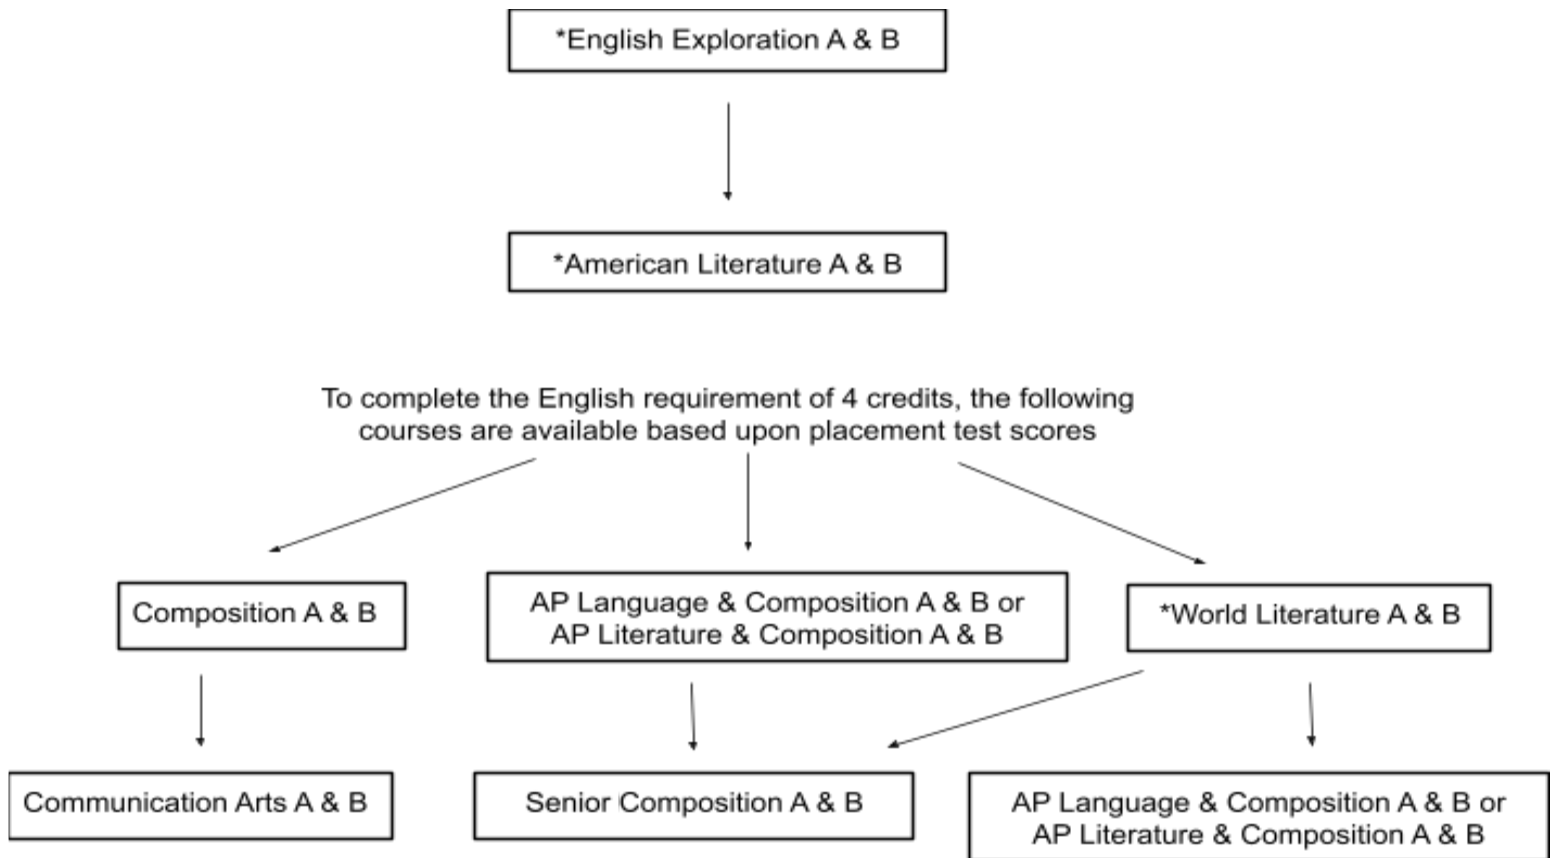 *English Exploration A & B
*American Literature A & B
To complete the English requirement of 4 credits, the following
courses are available based upon placement test scores
Composition A & B
AP Language & Composition A & B or
AP Literature & Composition A & B
*World Literature A & B
Communication Arts A & B
Senior Composition A & B
AP Language & Composition A & B or
AP Literature & Composition A & B